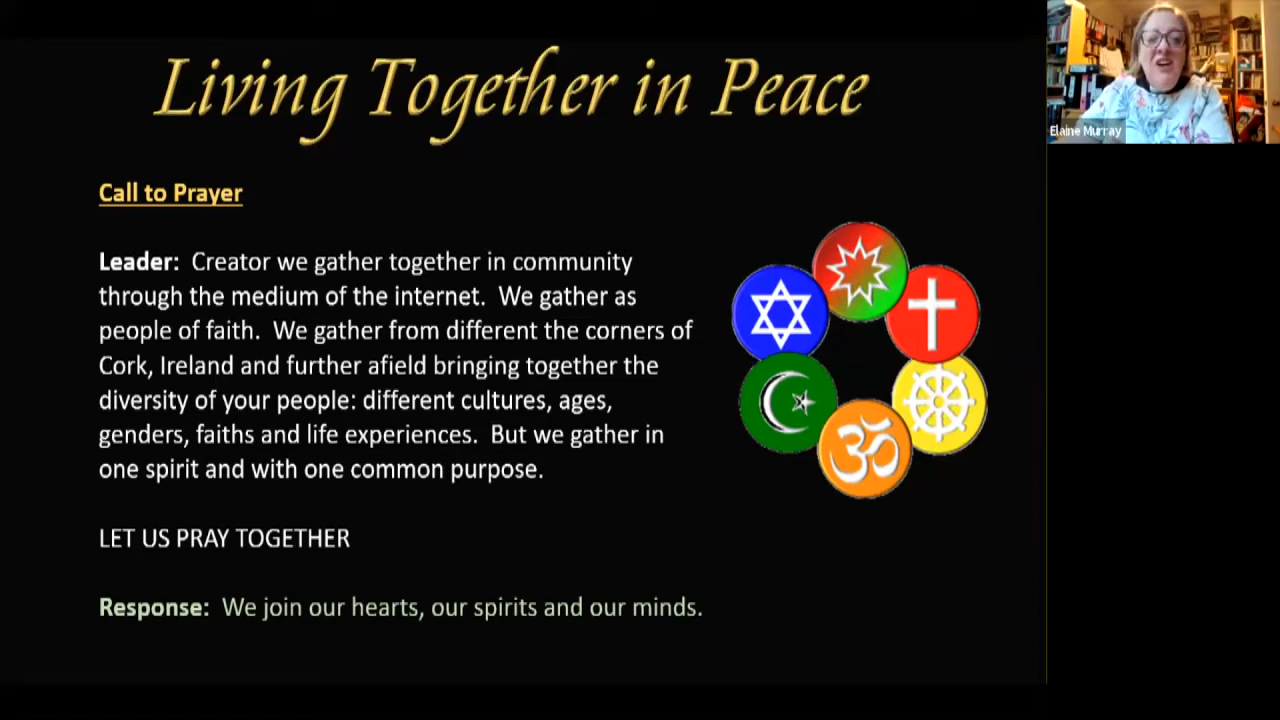 Living Together in Peace
Elaine Murray
Call to Prayer
Leader: Creator we gather together in community
through the medium of the internet. We gather as
people of faith. We gather from different the corners of
Cork, Ireland and further afield bringing together the
diversity of your people: different cultures, ages,
genders, faiths and life experiences. But we gather in
one spirit and with one common purpose.
LET US PRAY TOGETHER
Response: We join our hearts, our spirits and our minds.
ॐ